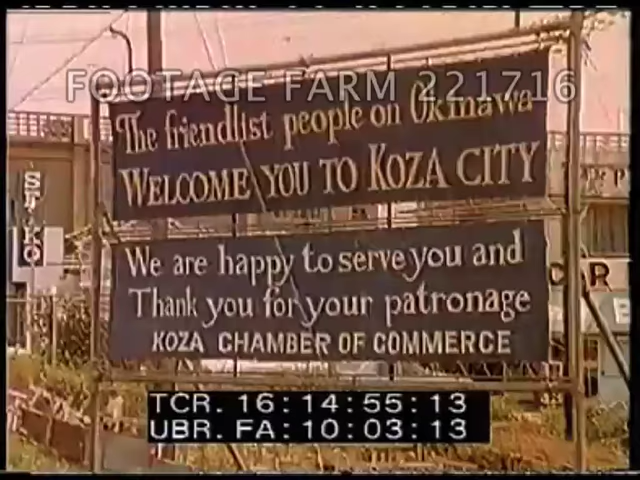 FOOTAGE FARM 221716
The friendlist people on Okinawa
WELCOME YOU TO KOZA CITY
SEIKO
We are happy to serve you and
Thank you for your patronage
KOZA CHAMBER OF COMMERCE
TCR. 16:14:55:13
UBR. FA: 10:03:13